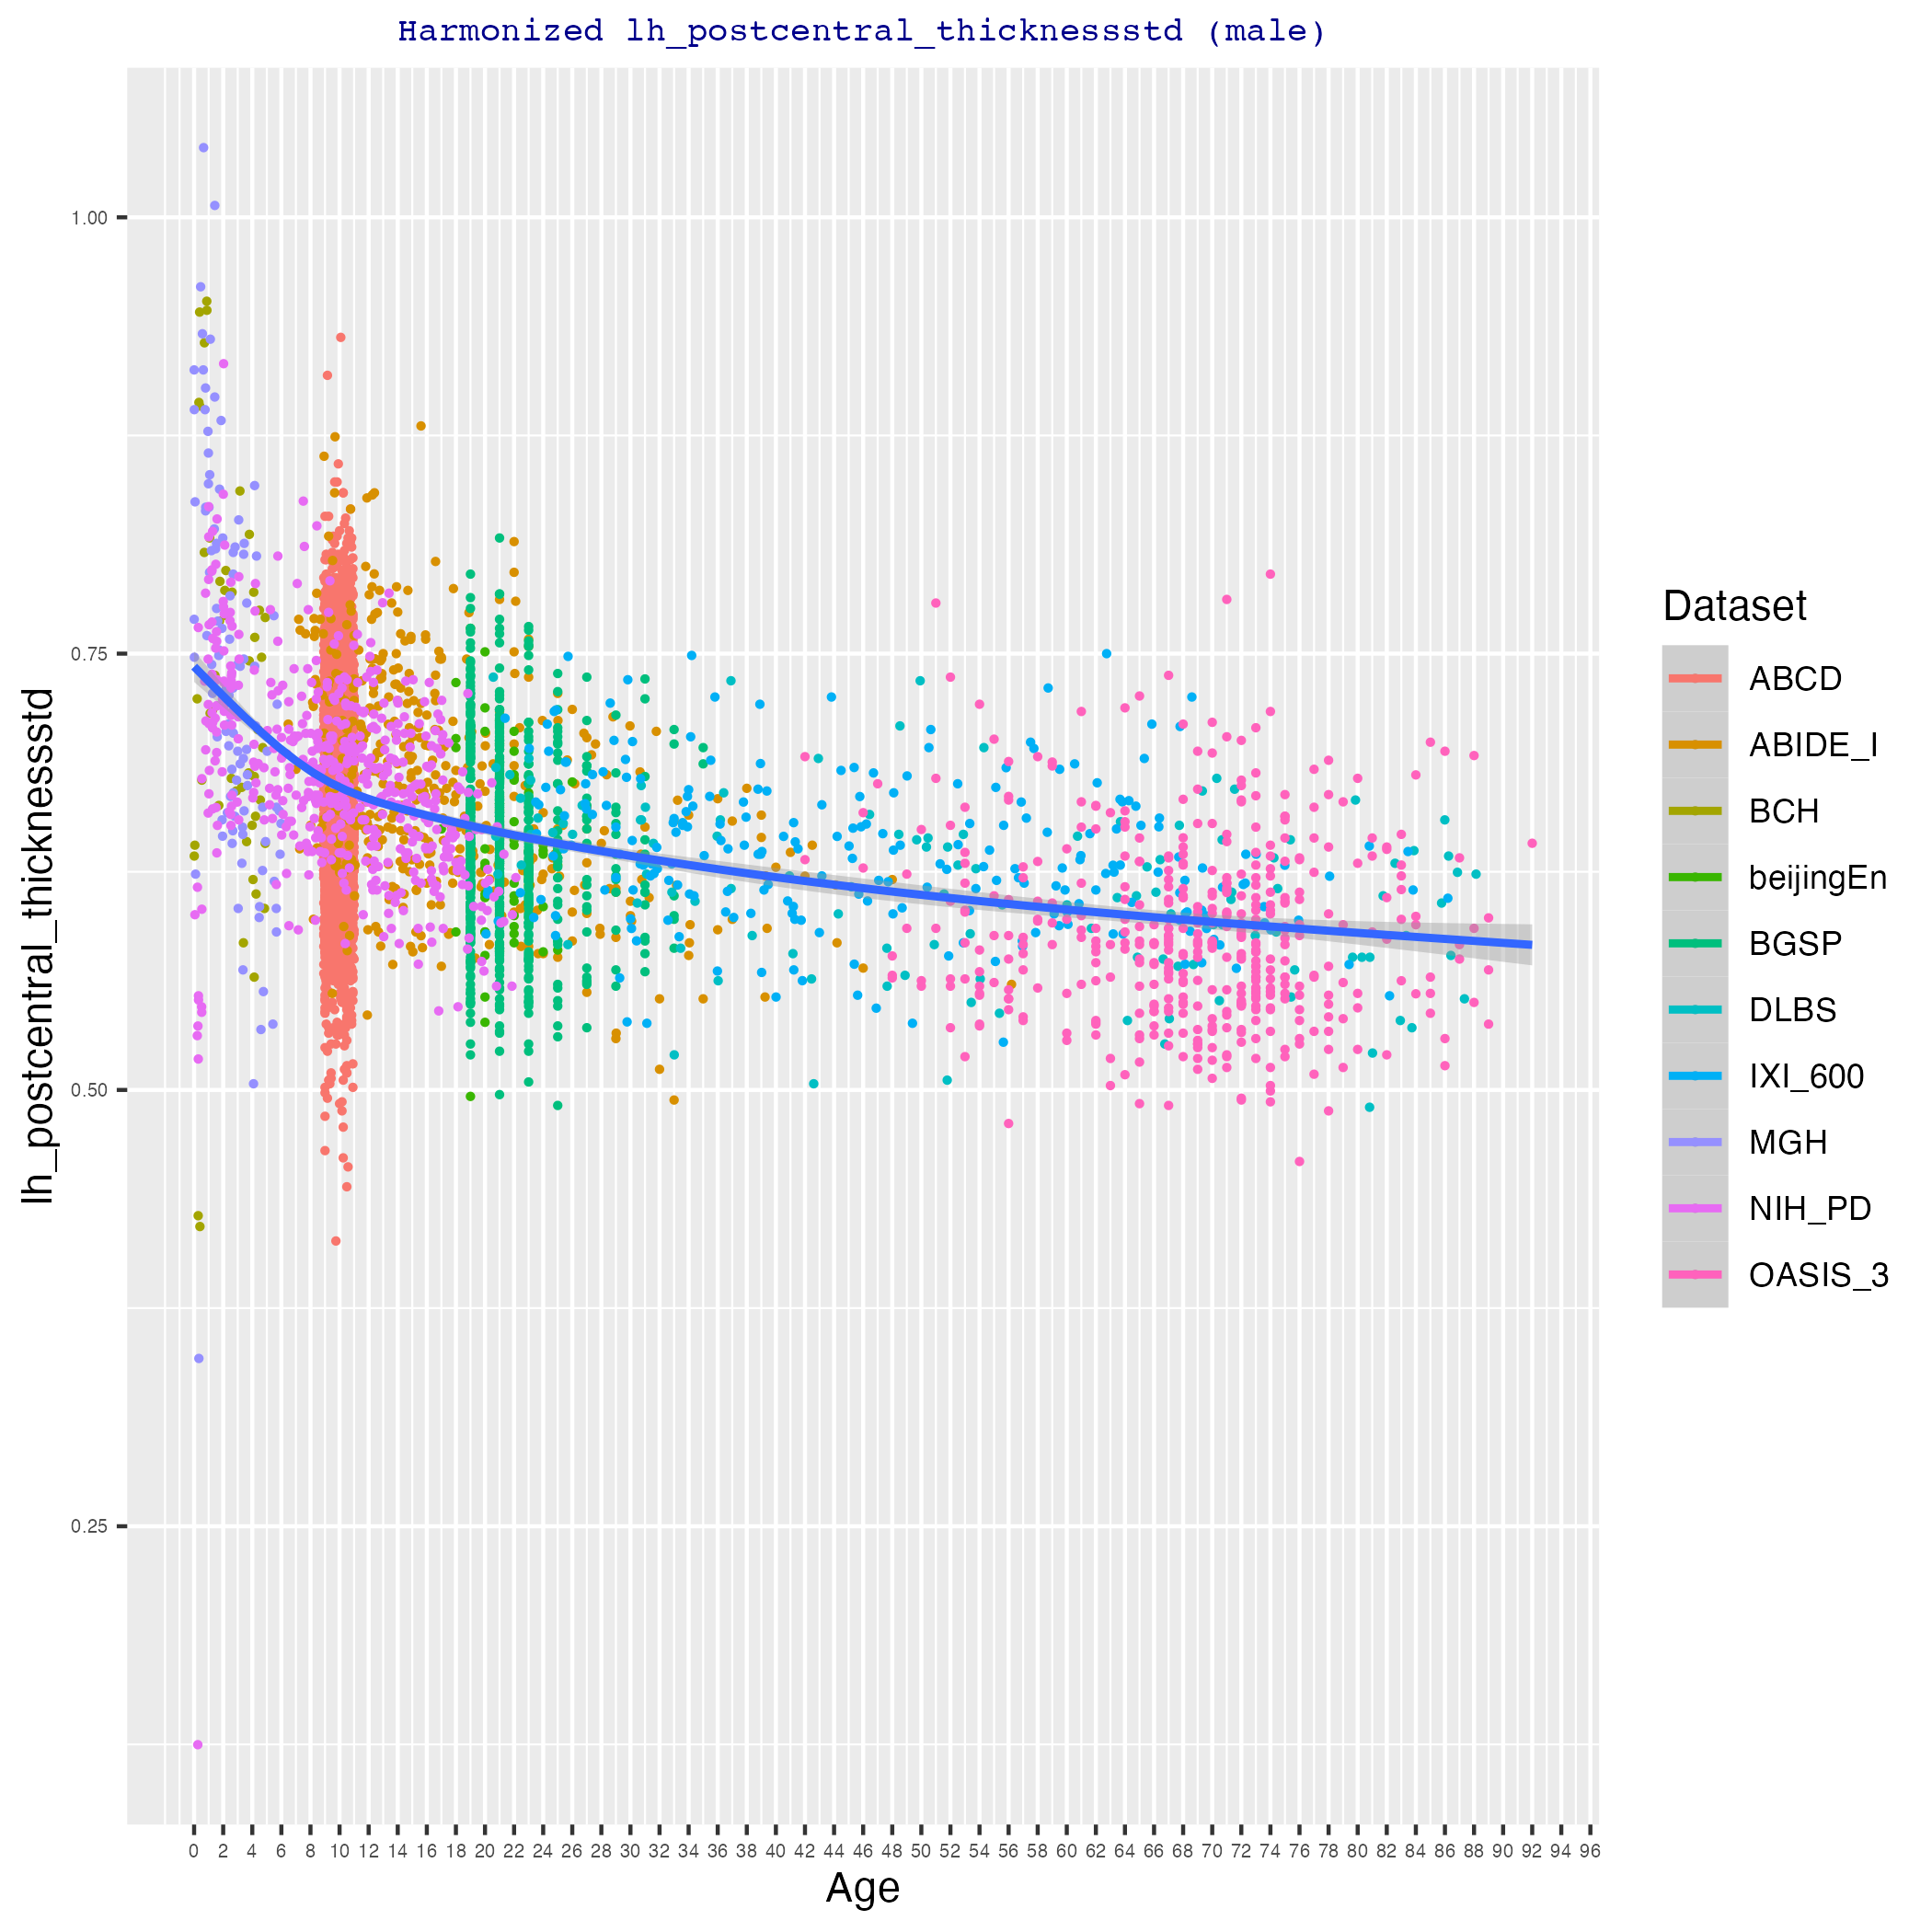 Harmonized lh_postcentral_thicknessstd (male)
lh_postcentral_thicknessstd
1.00
0.75
0.50
0.25
0 2 4 6 8 10 12 14 16 18 20 22 24 26 28 30 32 34 36 38 40 42 44 46 48 50 52 54 56 58 60 62 64 66 68 70 72 74 76 78 80 82 84 86 88 90 92 94 96
Age
Dataset
ABCD
ABIDE_I
BCH
beijingEn
BGSP
DLBS
IXI_600
MGH
NIH_PD
OASIS_3